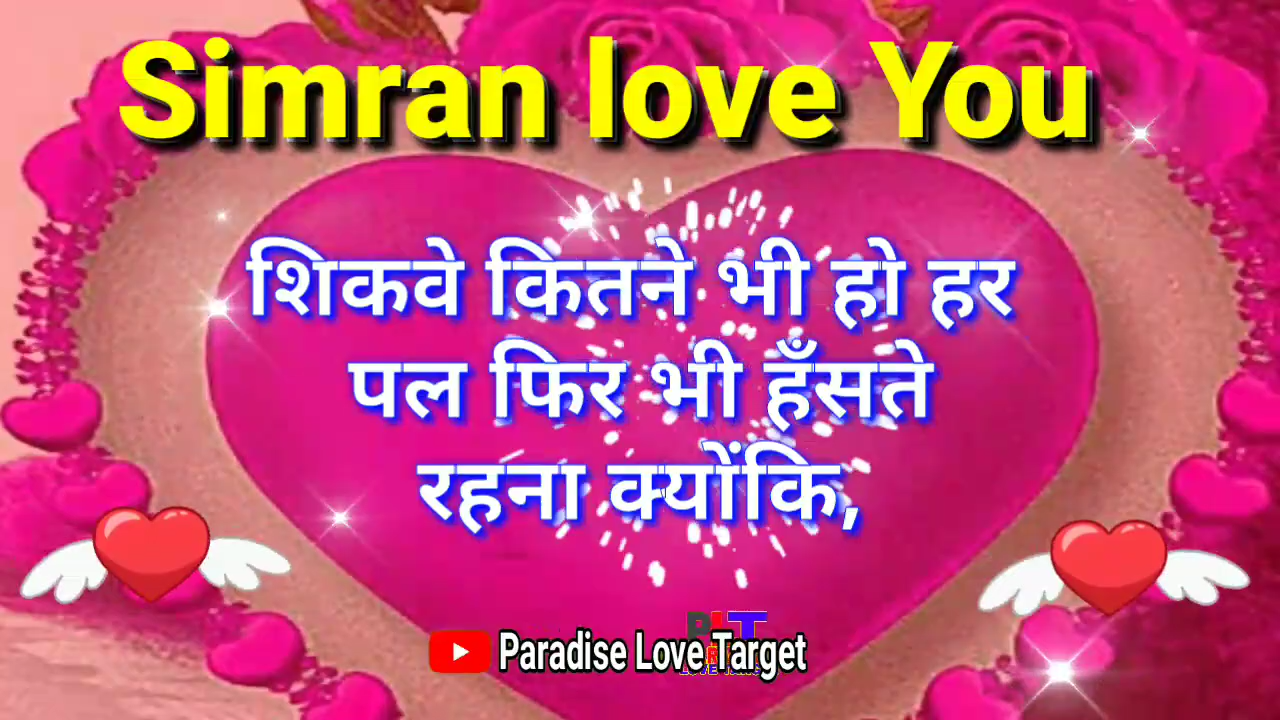 Simran love You
शिकवे कितने भी हो हर
पल फिर भी हँसते
रहना क्योंकि,
Paradise Love Target